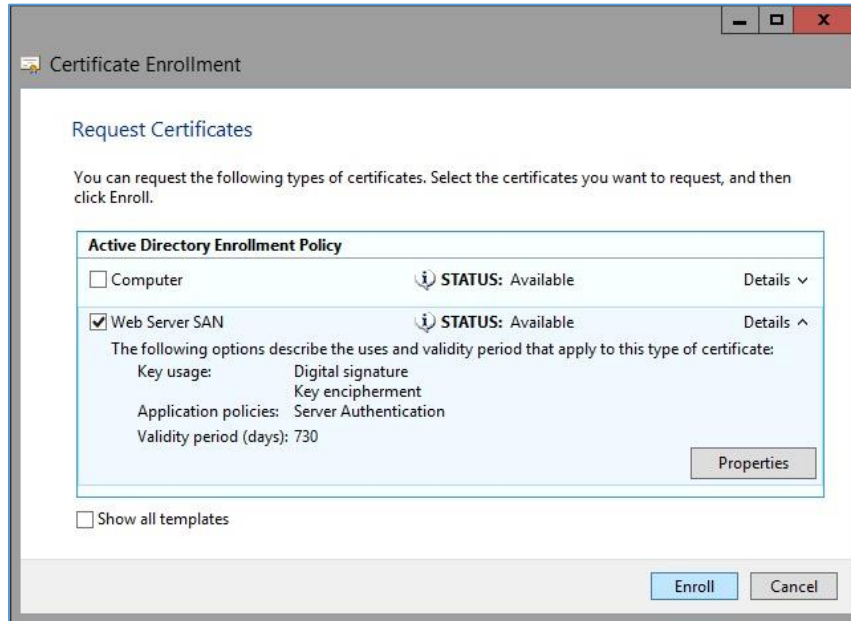 Certificate Enrollment
Request Certificates
You can request the following types of certificates. Select the certificates you want to request, and then
click Enroll.
Active Directory Enrollment Policy
Computer STATUS: Available Details
Web Server SAN STATUS: Available Details
The following options describe the uses and validity period that apply to this type of certificate:
Key usage: Digital signature
Key encipherment
Application policies: Server Authentication
Validity period (days): 730
Properties
Show all templates
Enroll Cancel